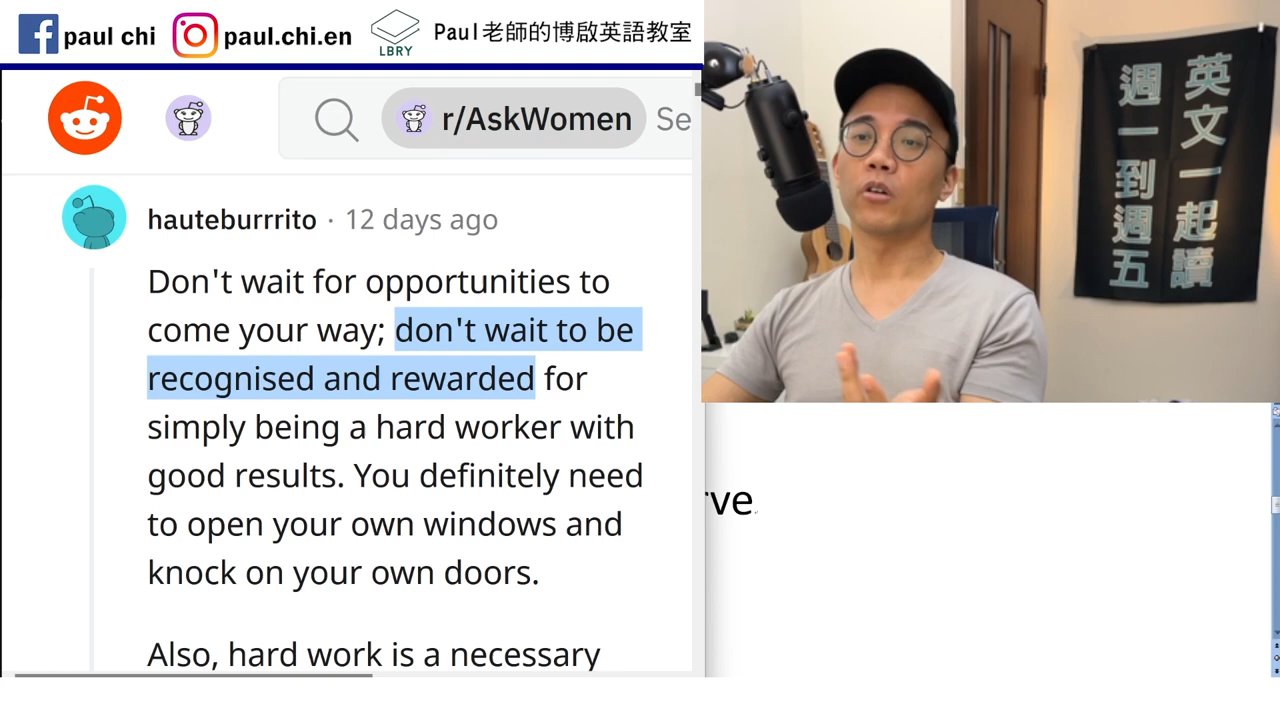 paul chi
paul.chi.en
LBRY
Paul老師的博啟英語教室
r/AskWomen
Se
hauteburrrito · 12 days ago
Don't wait for opportunities to
come your way; don't wait to be
recognised and rewarded for
simply being a hard worker with
good results. You definitely need
to open your own windows and
knock on your own doors.
Also, hard work is a necessary
rve
英文一起讀
週一到週五